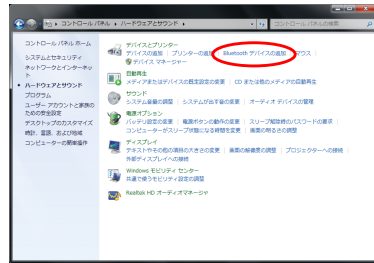 コントロール パネル ▸ ハードウェアとサウンド ▸
コントロール パネルの検索
コントロール パネル ホーム
システムとセキュリティ
ネットワークとインターネット
ハードウェアとサウンド
プログラム
ユーザー アカウントと家族のための安全設定
デスクトップのカスタマイズ
時計、言語、および地域
コンピューターの簡単操作
デバイスとプリンター
デバイスの追加 | プリンターの追加 | Bluetooth デバイスの追加 | マウス
デバイス マネージャー
自動再生
メディアまたはデバイスの既定設定の変更 | CD または他のメディアの自動再生
サウンド
システム音量の調整 | システムが出す音の変更 | オーディオ デバイスの管理
電源オプション
バッテリ設定の変更 | 電源ボタンの動作の変更 | スリープ解除時のパスワードの要求
コンピューターがスリープ状態になる時間を変更 | 画面の明るさの調整
ディスプレイ
テキストやその他の項目の大きさの変更 | 画面の解像度の調整 | プロジェクターへの接続
外部ディスプレイへの接続
Windows モビリティ センター
共通で使うモビリティ設定の調整
Realtek HD オーディオマネージャ